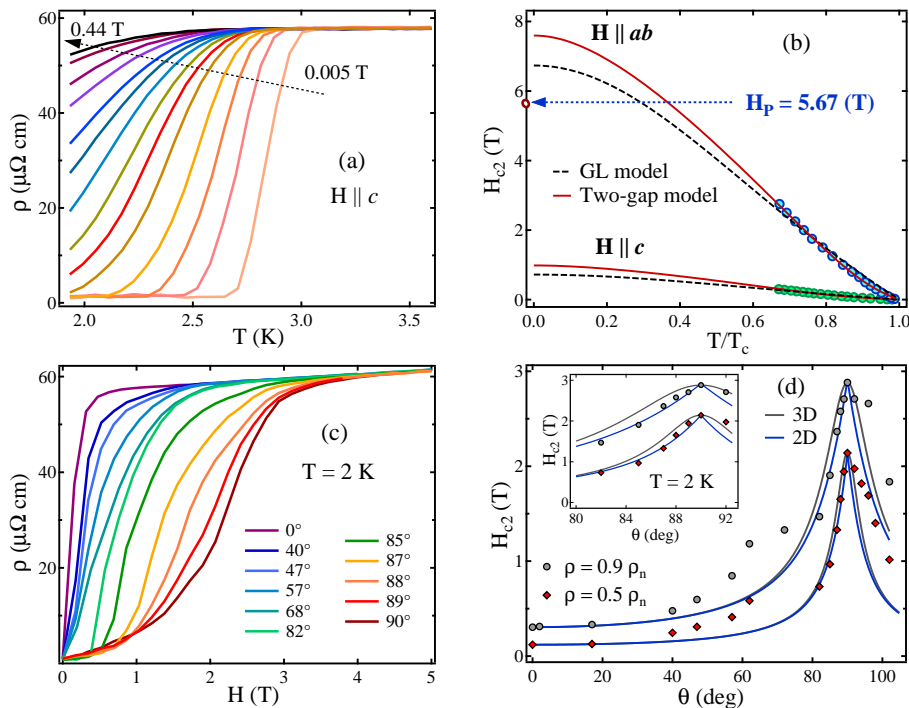 60
40
20
0
ρ (μΩ cm)
0.44 T
0.005 T
(a)
H || c
2.0
2.5
3.0
3.5
T (K)
8
6
4
2
0
H_c2 (T)
H || ab
(b)
H_P = 5.67 (T)
GL model
Two-gap model
H || c
0.0
0.2
0.4
0.6
0.8
1.0
T/T_c
60
40
20
ρ (μΩ cm)
(c)
T = 2 K
0°
40°
47°
57°
68°
82°
85°
87°
88°
89°
90°
0
1
2
3
4
5
H (T)
3
2
1
0
H_c2 (T)
3
2
1
0
H_c2 (T)
T = 2 K
80
84
88
92
θ (deg)
(d)
3D
2D
ρ = 0.9 ρ_n
ρ = 0.5 ρ_n
0
20
40
60
80
100
θ (deg)